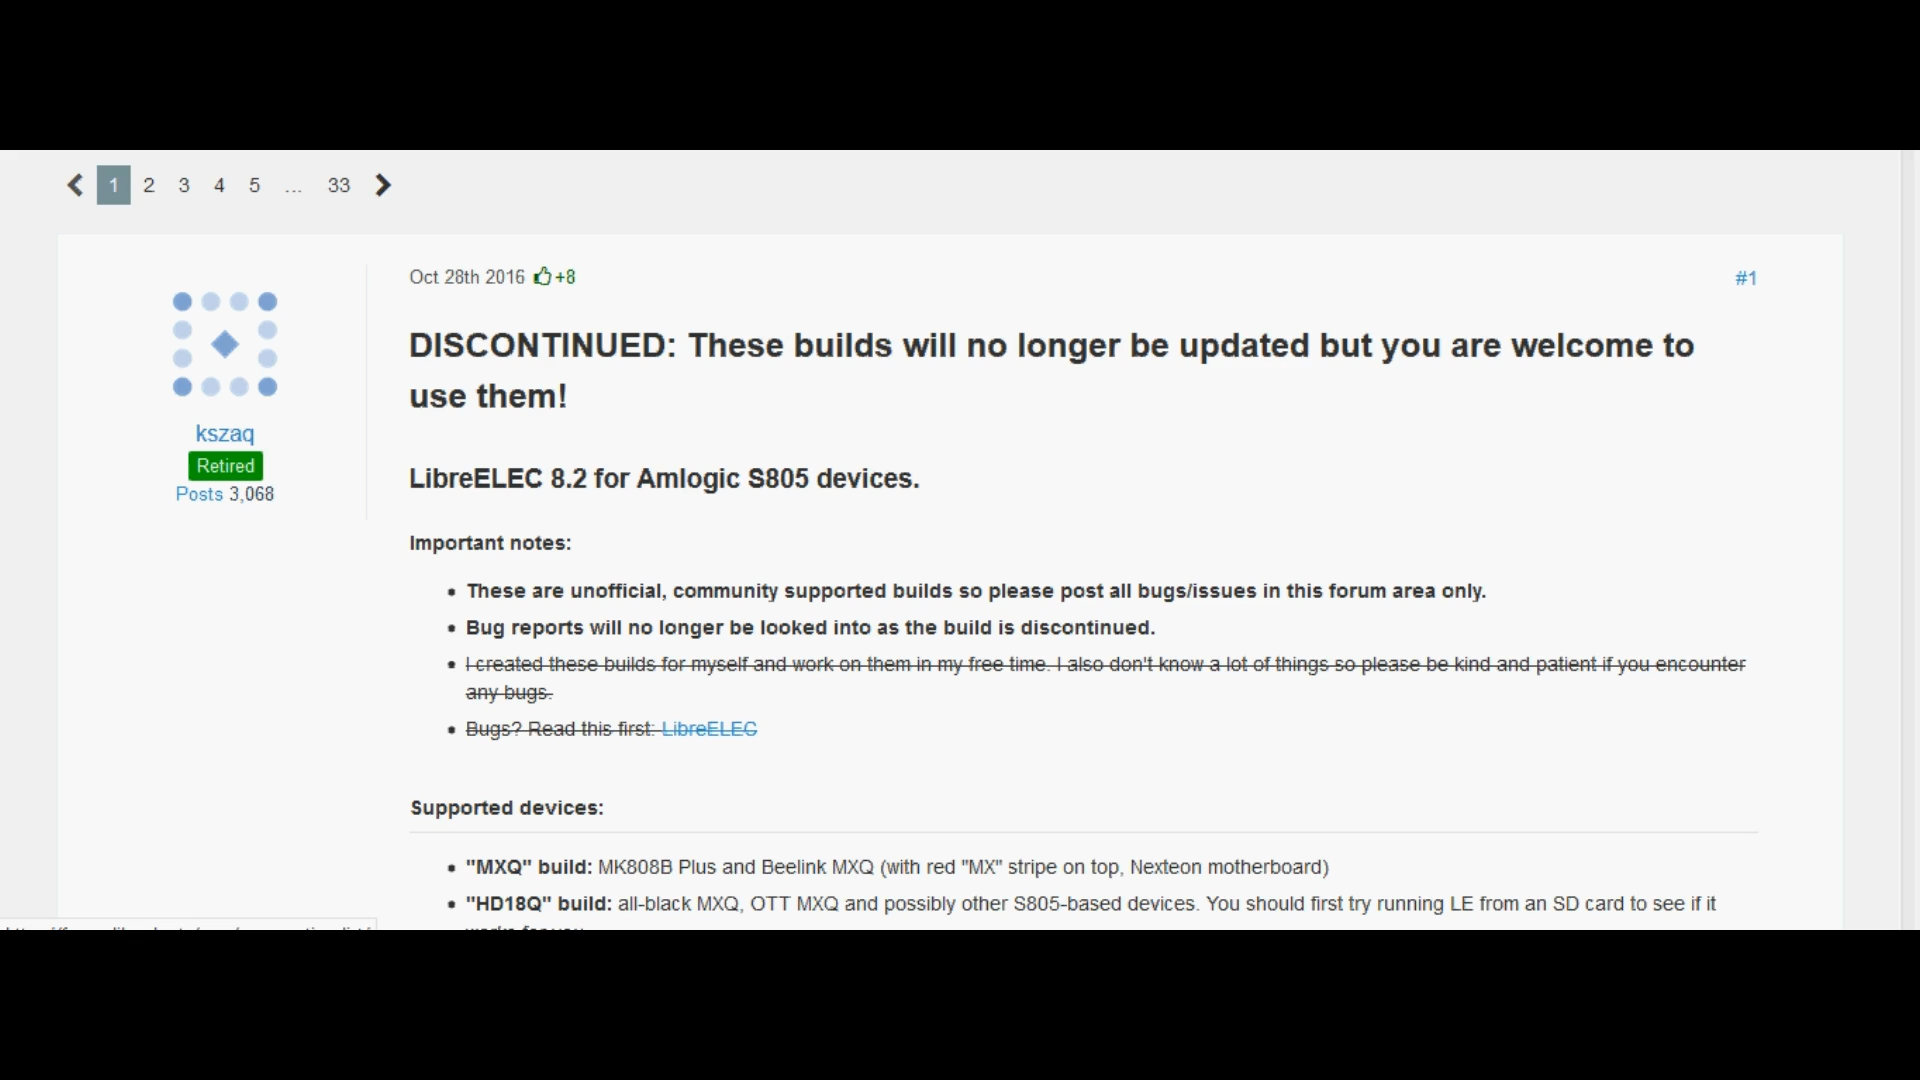 1 2 3 4 5 ... 33
Oct 28th 2016 +8
#1
DISCONTINUED: These builds will no longer be updated but you are welcome to
use them!
kszaq
Retired
Posts 3,068
LibreELEC 8.2 for Amlogic S805 devices.
Important notes:
These are unofficial, community supported builds so please post all bugs/issues in this forum area only.
Bug reports will no longer be looked into as the build is discontinued.
I created these builds for myself and work on them in my free time. I also don't know a lot of things so please be kind and patient if you encounter
any bugs.
Bugs? Read this first: LibreELEC
Supported devices:
"MXQ" build: MK808B Plus and Beelink MXQ (with red "MX" stripe on top, Nexteon motherboard)
"HD18Q" build: all-black MXQ, OTT MXQ and possibly other S805-based devices. You should first try running LE from an SD card to see if it
works for you